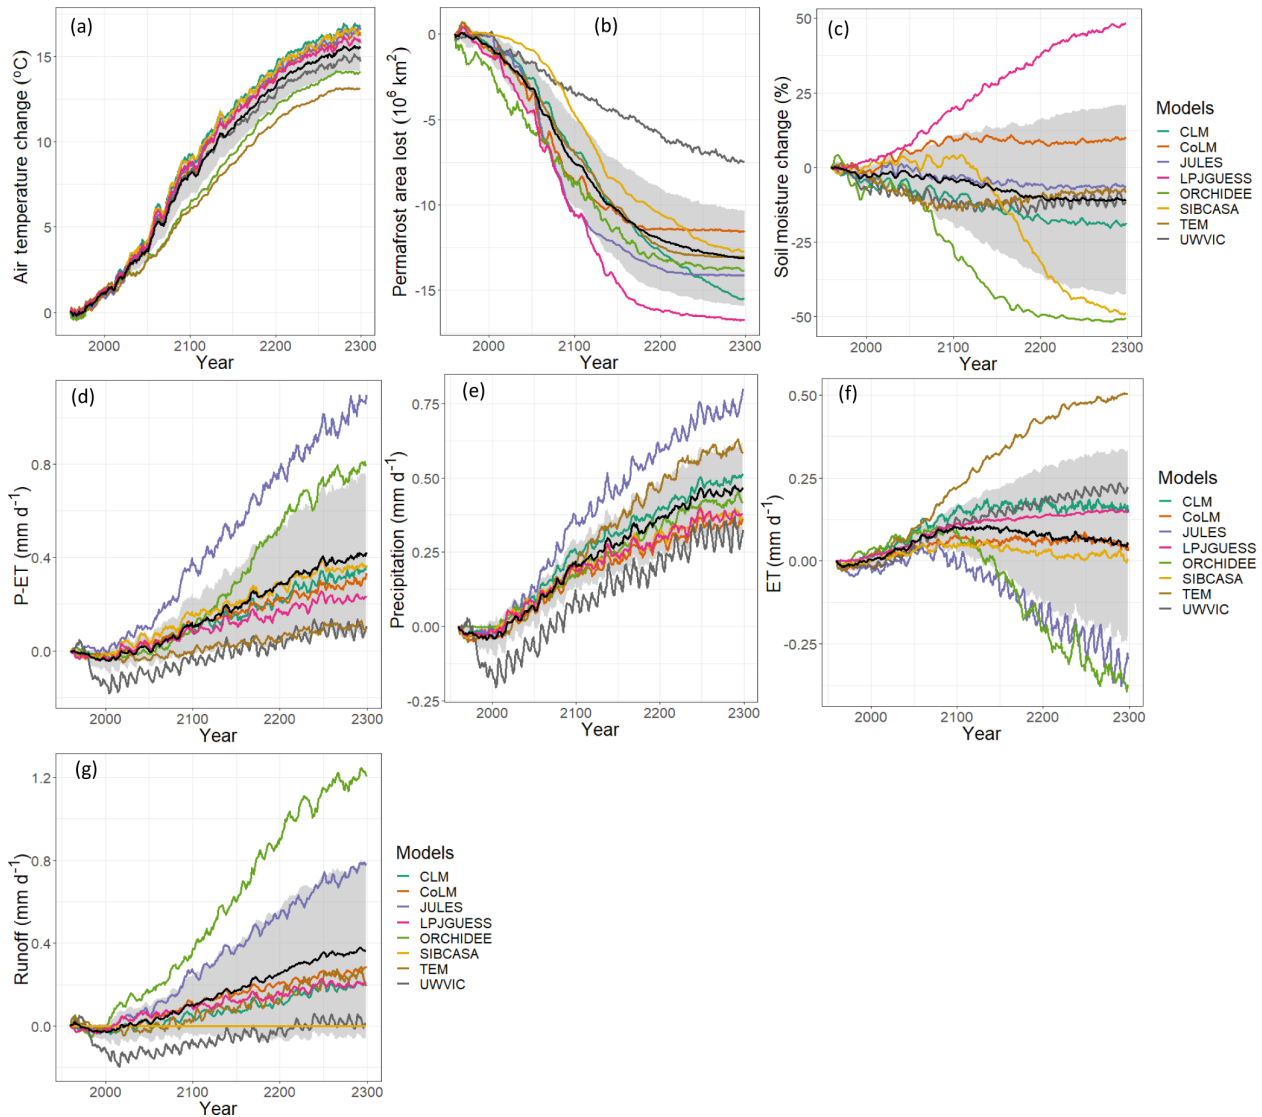 (a)
Air temperature change (°C)
15
10
5
0
2000 2100 2200 2300
Year
(b)
Permafrost area lost (10⁶ km²)
0
-5
-10
-15
2000 2100 2200 2300
Year
(c)
Soil moisture change (%)
50
25
0
-25
-50
2000 2100 2200 2300
Year
Models
CLM
CoLM
JULES
LPJGUESS
ORCHIDEE
SIBCASA
TEM
UWVIC
(d)
P-ET (mm d⁻¹)
0.8
0.4
0.0
2000 2100 2200 2300
Year
(e)
Precipitation (mm d⁻¹)
0.75
0.50
0.25
0.00
-0.25
2000 2100 2200 2300
Year
(f)
ET (mm d⁻¹)
0.50
0.25
0.00
-0.25
2000 2100 2200 2300
Year
Models
CLM
CoLM
JULES
LPJGUESS
ORCHIDEE
SIBCASA
TEM
UWVIC
(g)
Runoff (mm d⁻¹)
1.2
0.8
0.4
0.0
2000 2100 2200 2300
Year
Models
CLM
CoLM
JULES
LPJGUESS
ORCHIDEE
SIBCASA
TEM
UWVIC